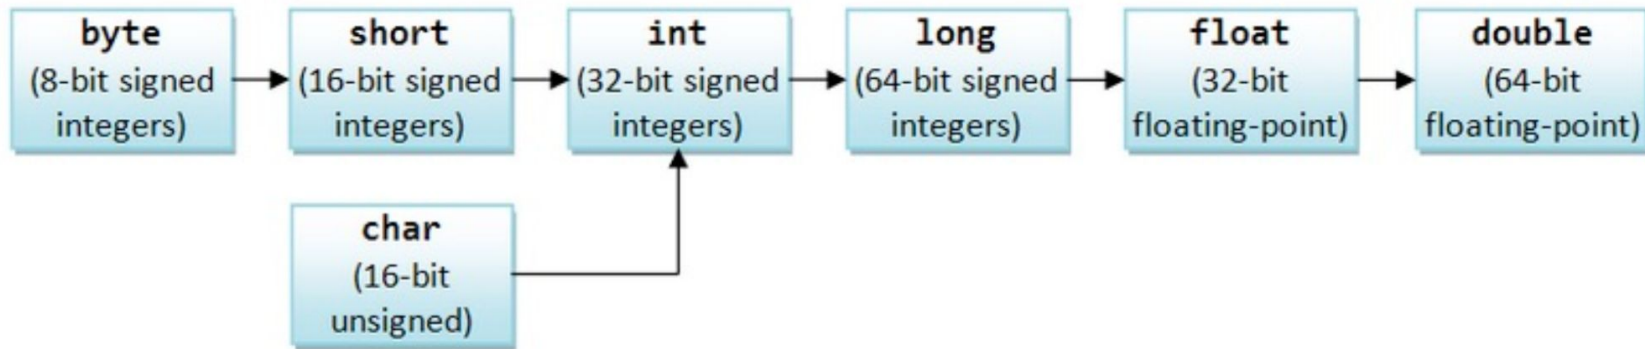 byte
(8-bit signed
integers)
short
(16-bit signed
integers)
int
(32-bit signed
integers)
long
(64-bit signed
integers)
float
(32-bit
floating-point)
double
(64-bit
floating-point)
char
(16-bit
unsigned)